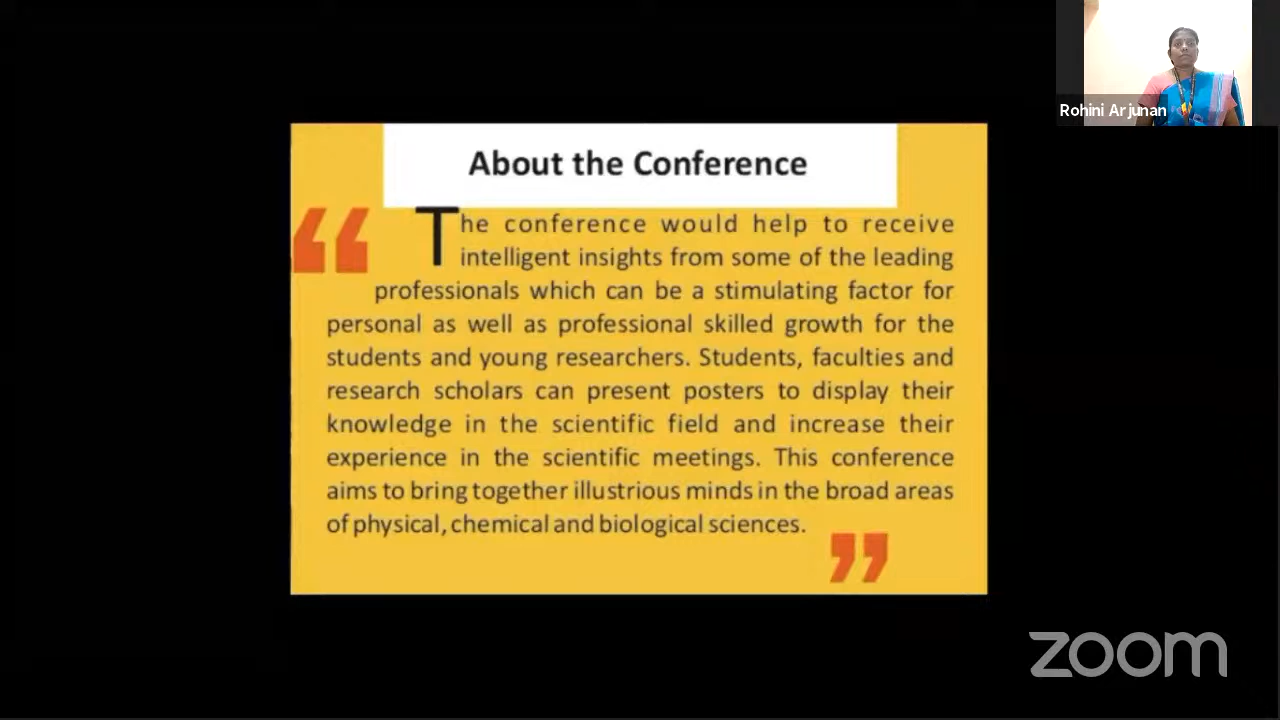 Rohini Arjunan
About the Conference
“ The conference would help to receive
intelligent insights from some of the leading
professionals which can be a stimulating factor for
personal as well as professional skilled growth for the
students and young researchers. Students, faculties and
research scholars can present posters to display their
knowledge in the scientific field and increase their
experience in the scientific meetings. This conference
aims to bring together illustrious minds in the broad areas
of physical, chemical and biological sciences. ”
zoom